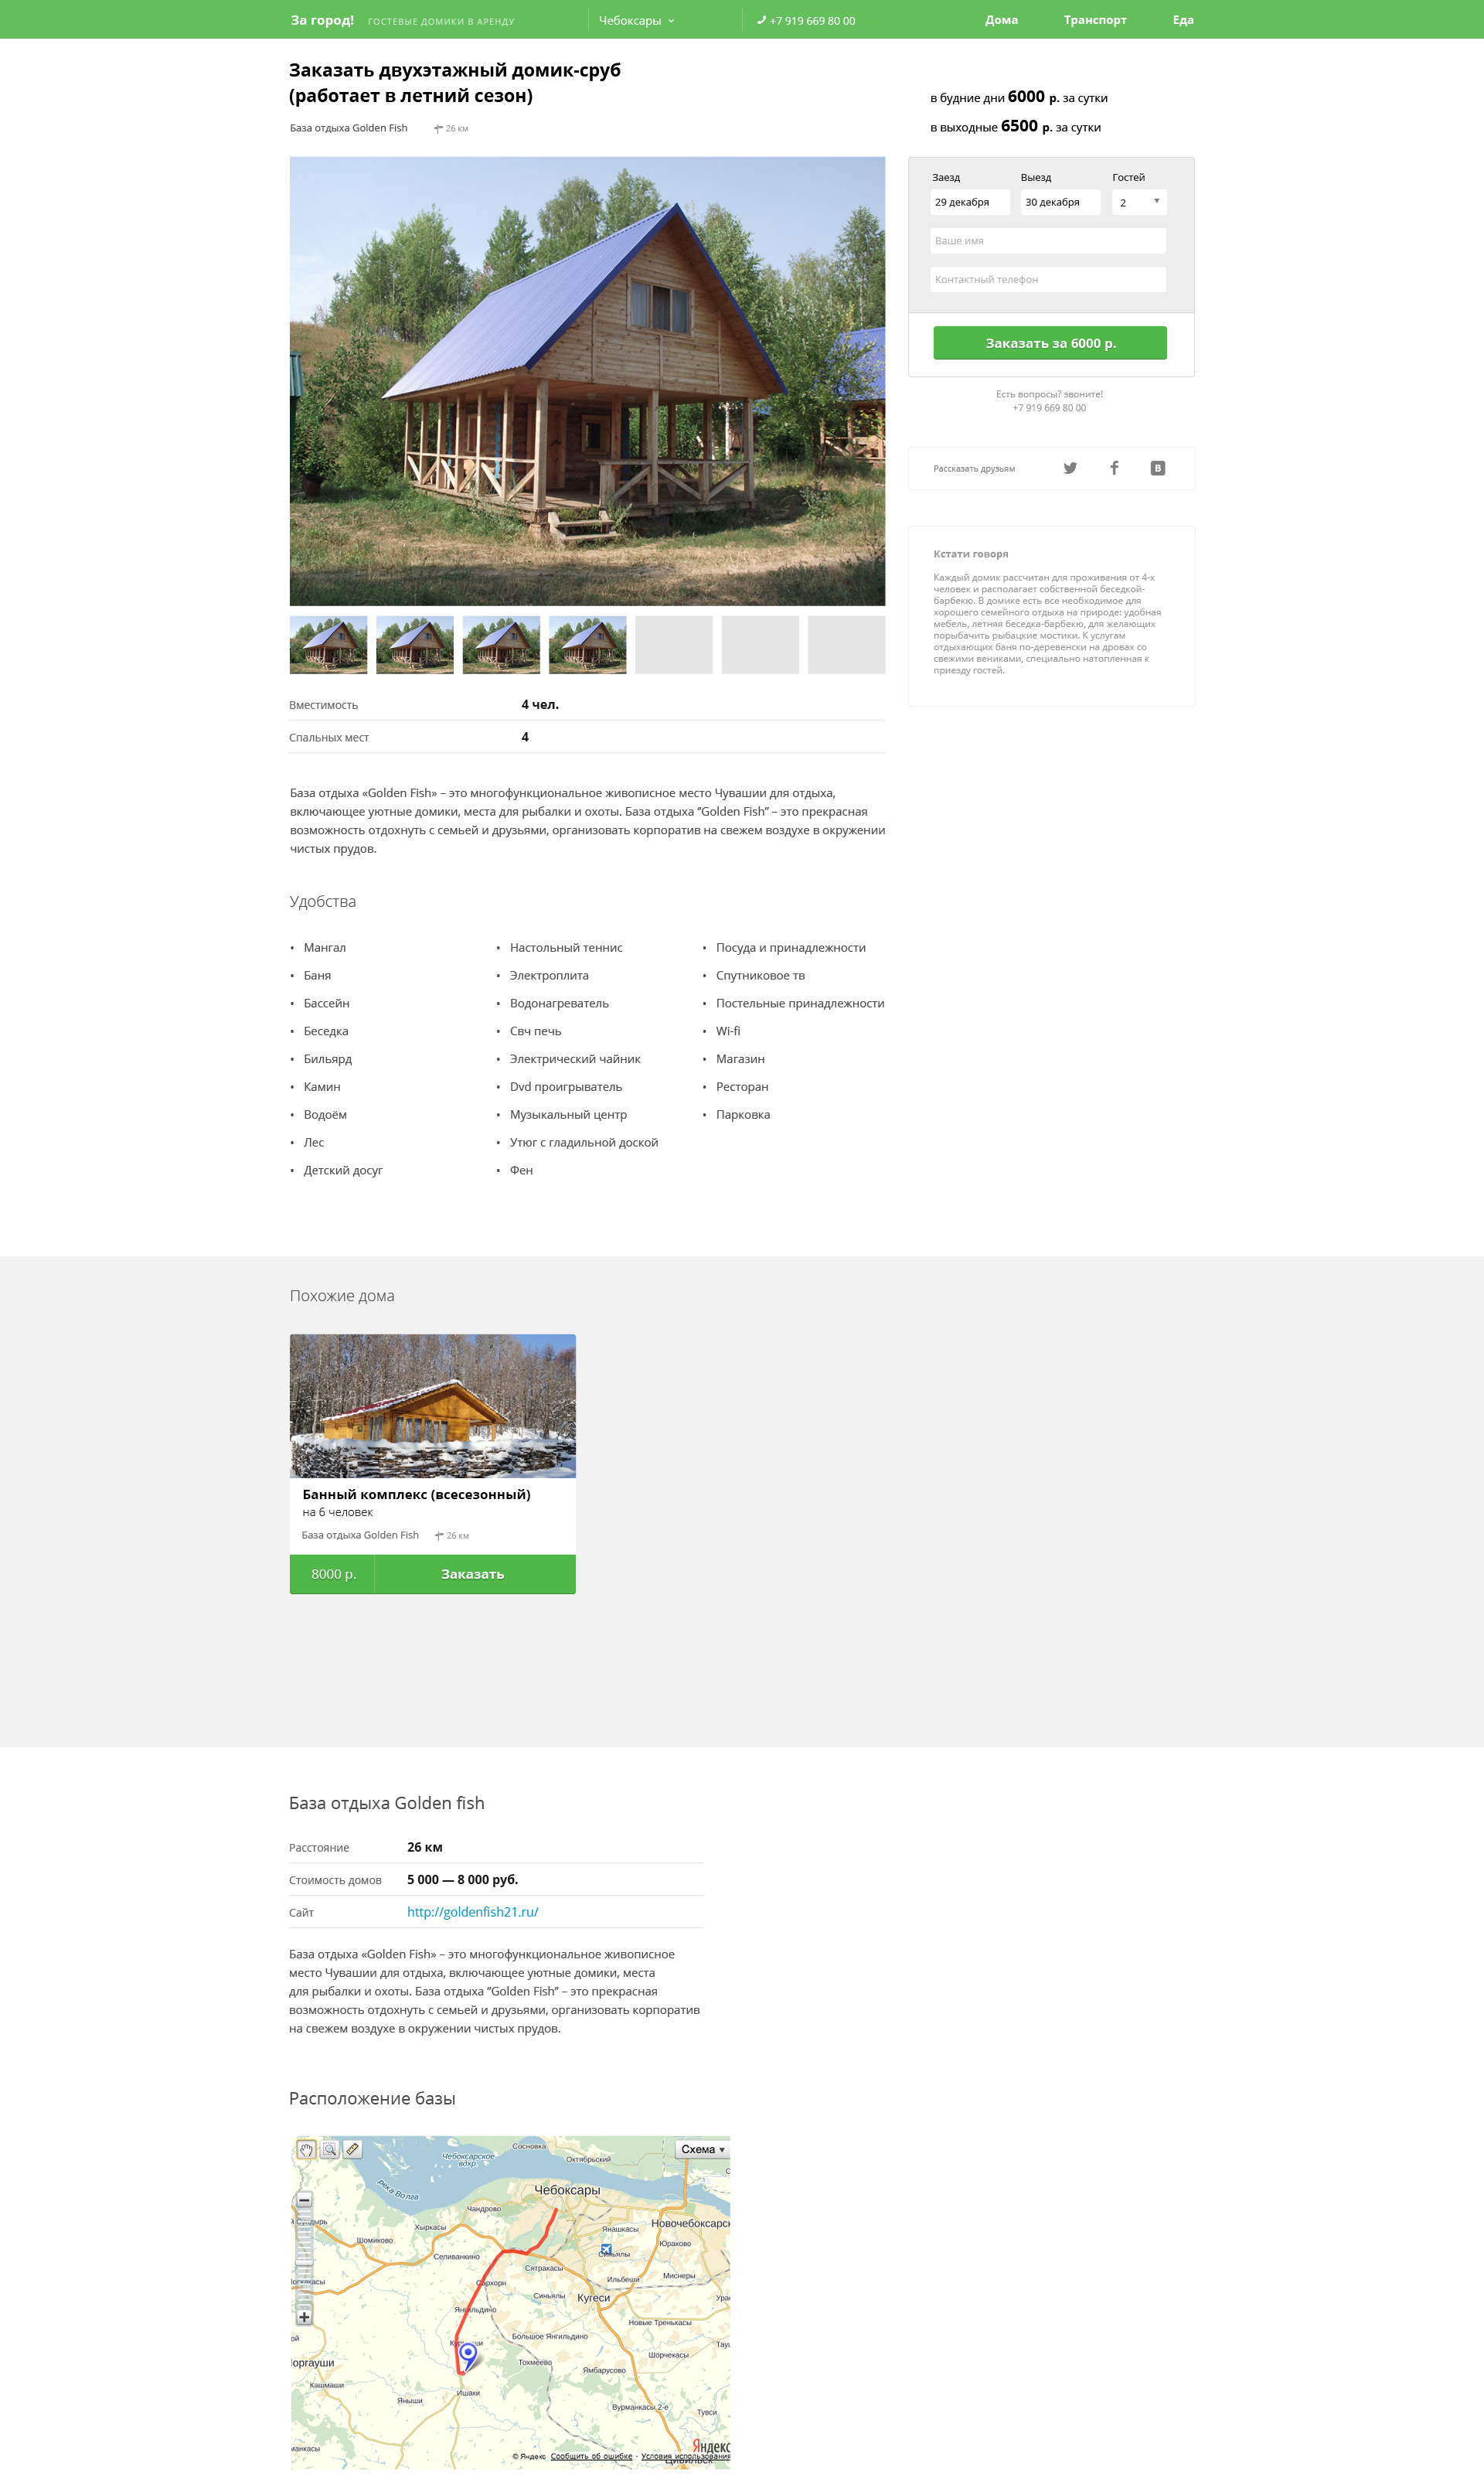 За город! ГОСТЕВЫЕ ДОМИКИ В АРЕНДУ Чебоксары +7 919 669 80 00 Дома Транспорт Еда
Заказать двухэтажный домик-сруб
(работает в летний сезон)
База отдыха Golden Fish 26 км
в будние дни 6000 р. за сутки
в выходные 6500 р. за сутки
Заезд Выезд Гостей
29 декабря 30 декабря 2
Ваше имя
Контактный телефон
Заказать за 6000 р.
Есть вопросы? звоните!
+7 919 669 80 00
Рассказать друзьям
Кстати говоря
Каждый домик рассчитан для проживания от 4-х
человек и располагает собственной беседкой-
барбекю. В домике есть все необходимое для
хорошего семейного отдыха на природе: удобная
мебель, летняя беседка-барбекю, для желающих
порыбачить рыбацкие мостики. К услугам
отдыхающих баня по-деревенски на дровах со
свежими вениками, специально натопленная к
приезду гостей.
Вместимость 4 чел.
Спальных мест 4
База отдыха «Golden Fish» – это многофункциональное живописное место Чувашии для отдыха,
включающее уютные домики, места для рыбалки и охоты. База отдыха “Golden Fish” – это прекрасная
возможность отдохнуть с семьей и друзьями, организовать корпоратив на свежем воздухе в окружении
чистых прудов.
Удобства
• Мангал
• Баня
• Бассейн
• Беседка
• Бильярд
• Камин
• Водоём
• Лес
• Детский досуг
• Настольный теннис
• Электроплита
• Водонагреватель
• Свч печь
• Электрический чайник
• Dvd проигрыватель
• Музыкальный центр
• Утюг с гладильной доской
• Фен
• Посуда и принадлежности
• Спутниковое тв
• Постельные принадлежности
• Wi-fi
• Магазин
• Ресторан
• Парковка
Похожие дома
Банный комплекс (всесезонный)
на 6 человек
База отдыха Golden Fish 26 км
8000 р. Заказать
База отдыха Golden fish
Расстояние 26 км
Стоимость домов 5 000 — 8 000 руб.
Сайт http://goldenfish21.ru/
База отдыха «Golden Fish» – это многофункциональное живописное
место Чувашии для отдыха, включающее уютные домики, места
для рыбалки и охоты. База отдыха “Golden Fish” – это прекрасная
возможность отдохнуть с семьей и друзьями, организовать корпоратив
на свежем воздухе в окружении чистых прудов.
Расположение базы
Схема
Сосновка
Чебоксарское
вдхр.
Октябрьский
река Волга
Чебоксары
Чандрово
Хыркасы
Янашкасы
Новочебоксарск
Шомиково
Юраково
Селиванкино
Синьялы
Сятракасы
Сархорн
Ильбеши
Миснеры
Синьялы
Кугеси
Янгильдино
Новые Тренькасы
Большое Янгильдино
Шорчекасы
Тохмеево
Ямбарусово
Кашмаши
Ишаки
Яныши
Вурманкасы 2-е
Тувси
Яндекс
© Яндекс Сообщить об ошибке · Условия использования
Цивильск